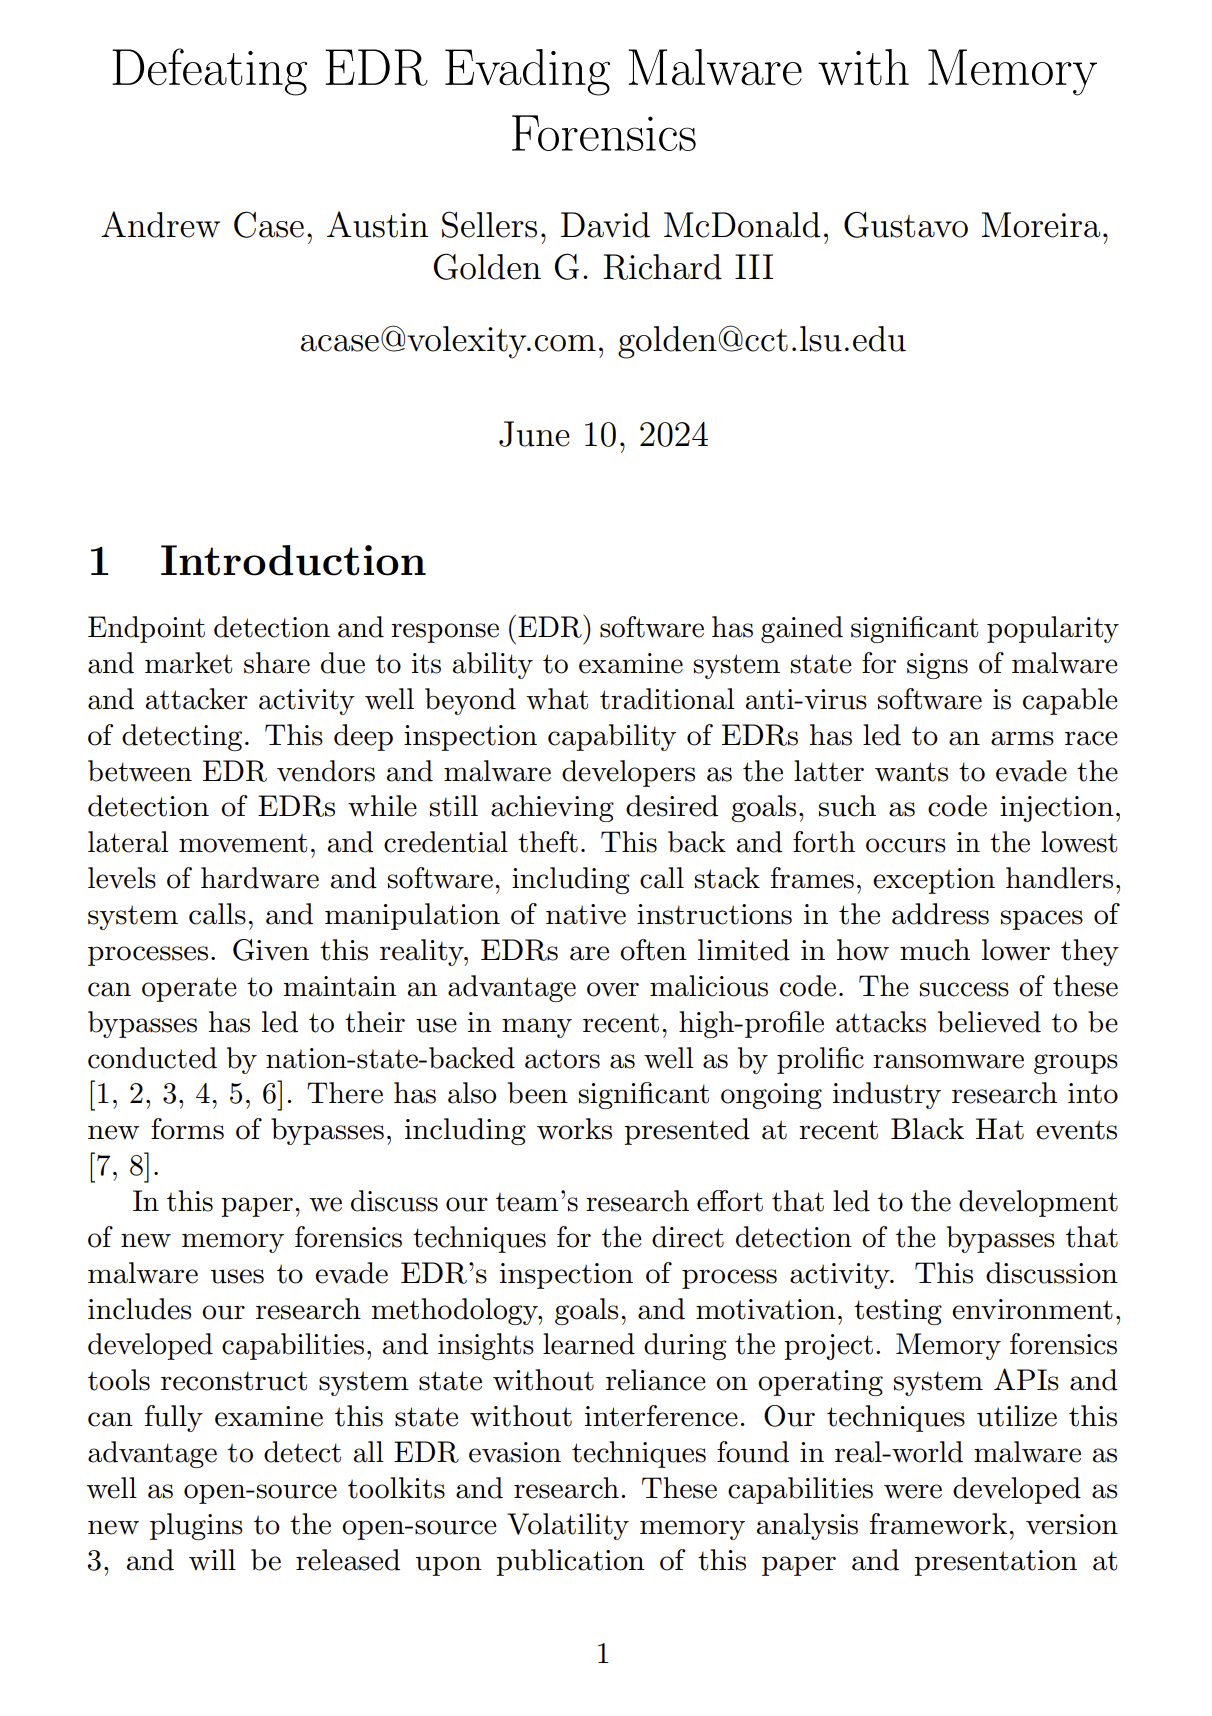 Defeating EDR Evading Malware with Memory
Forensics
Andrew Case, Austin Sellers, David McDonald, Gustavo Moreira,
Golden G. Richard III
acase@volexity.com, golden@cct.lsu.edu
June 10, 2024
1 Introduction
Endpoint detection and response (EDR) software has gained significant popularity
and market share due to its ability to examine system state for signs of malware
and attacker activity well beyond what traditional anti-virus software is capable
of detecting. This deep inspection capability of EDRs has led to an arms race
between EDR vendors and malware developers as the latter wants to evade the
detection of EDRs while still achieving desired goals, such as code injection,
lateral movement, and credential theft. This back and forth occurs in the lowest
levels of hardware and software, including call stack frames, exception handlers,
system calls, and manipulation of native instructions in the address spaces of
processes. Given this reality, EDRs are often limited in how much lower they
can operate to maintain an advantage over malicious code. The success of these
bypasses has led to their use in many recent, high-profile attacks believed to be
conducted by nation-state-backed actors as well as by prolific ransomware groups
[1, 2, 3, 4, 5, 6]. There has also been significant ongoing industry research into
new forms of bypasses, including works presented at recent Black Hat events
[7, 8].
In this paper, we discuss our team's research effort that led to the development
of new memory forensics techniques for the direct detection of the bypasses that
malware uses to evade EDR's inspection of process activity. This discussion
includes our research methodology, goals, and motivation, testing environment,
developed capabilities, and insights learned during the project. Memory forensics
tools reconstruct system state without reliance on operating system APIs and
can fully examine this state without interference. Our techniques utilize this
advantage to detect all EDR evasion techniques found in real-world malware as
well as open-source toolkits and research. These capabilities were developed as
new plugins to the open-source Volatility memory analysis framework, version
3, and will be released upon publication of this paper and presentation at
1